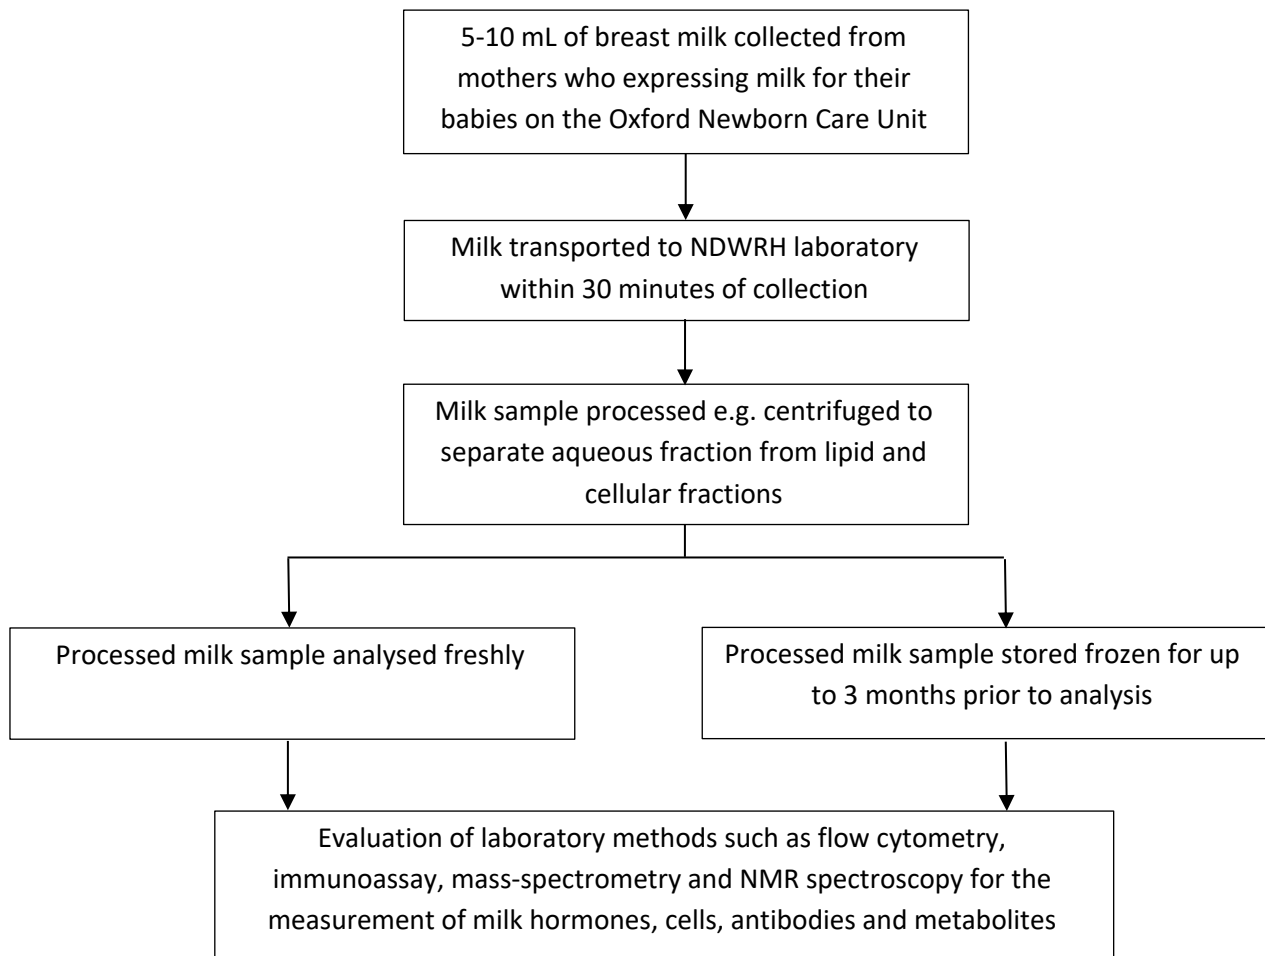 5-10 mL of breast milk collected from
mothers who expressing milk for their
babies on the Oxford Newborn Care Unit
Milk transported to NDWRH laboratory
within 30 minutes of collection
Milk sample processed e.g. centrifuged to
separate aqueous fraction from lipid and
cellular fractions
Processed milk sample analysed freshly
Processed milk sample stored frozen for up
to 3 months prior to analysis
Evaluation of laboratory methods such as flow cytometry,
immunoassay, mass-spectrometry and NMR spectroscopy for the
measurement of milk hormones, cells, antibodies and metabolites